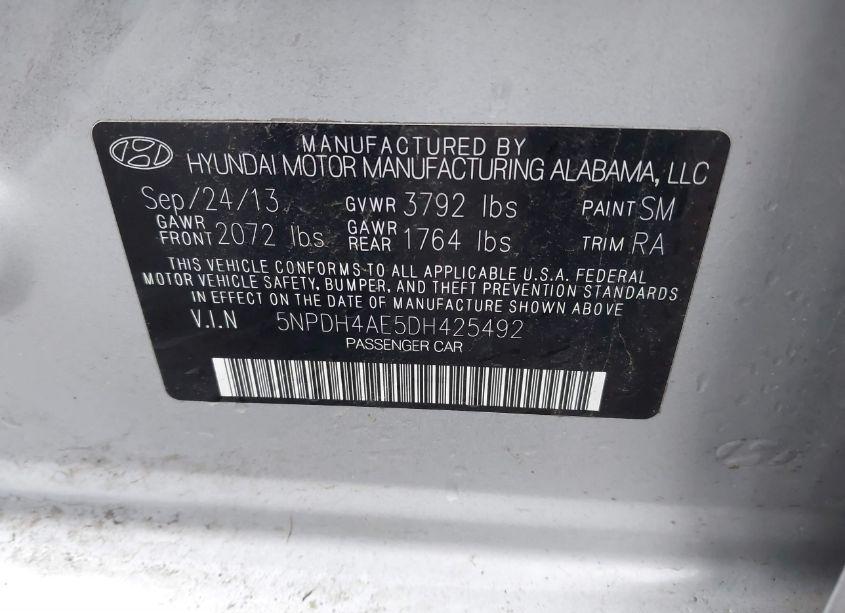 MANUFACTURED BY
HYUNDAI MOTOR MANUFACTURING ALABAMA, LLC
Sep/24/13 GVWR 3792 lbs PAINT SM
GAWR FRONT 2072 lbs GAWR REAR 1764 lbs TRIM RA
THIS VEHICLE CONFORMS TO ALL APPLICABLE U.S.A. FEDERAL
MOTOR VEHICLE SAFETY, BUMPER, AND THEFT PREVENTION STANDARDS
IN EFFECT ON THE DATE OF MANUFACTURE SHOWN ABOVE
V.I.N 5NPDH4AE5DH425492
PASSENGER CAR